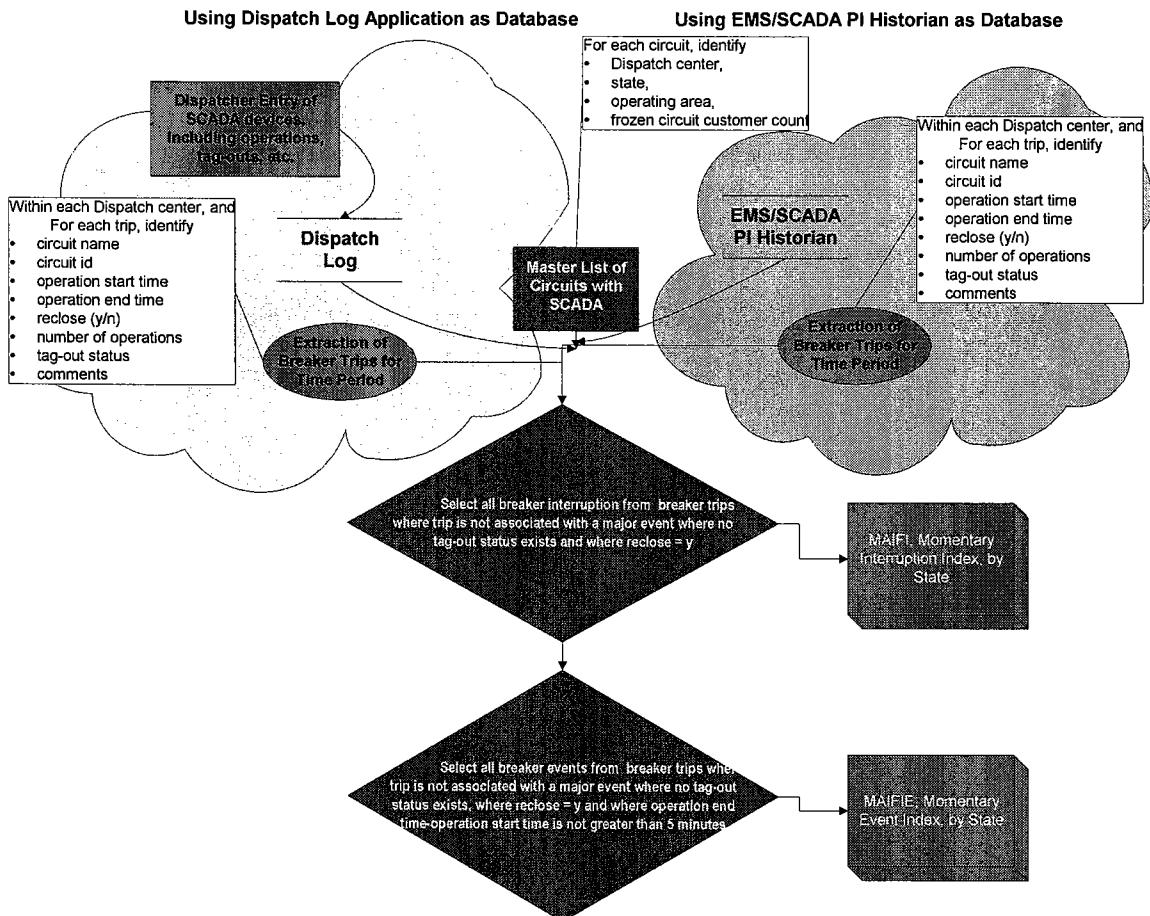 Using Dispatch Log Application as Database
Using EMS/SCADA PI Historian as Database
For each circuit, identify
• Dispatch center,
• state,
• operating area,
• frozen circuit customer count
Dispatcher Entry of
SCADA devices.
Including operations,
tag-outs, etc.
Within each Dispatch center, and
For each trip, identify
• circuit name
• circuit id
• operation start time
• operation end time
• reclose (y/n)
• number of operations
• tag-out status
• comments
Dispatch
Log
Master List of
Circuits with
SCADA
EMS/SCADA
PI Historian
Within each Dispatch center, and
For each trip, identify
• circuit name
• circuit id
• operation start time
• operation end time
• reclose (y/n)
• number of operations
• tag-out status
• comments
Extraction of
Breaker Trips for
Time Period
Extraction of
Breaker Trips for
Time Period
Select all breaker interruption from breaker trips
where trip is not associated with a major event where no
tag-out status exists and where reclose = y
MAIFI, Momentary
Interruption Index, by
State
Select all breaker events from breaker trips whe
trip is not associated with a major event where no tag-out
status exists, where reclose = y and where operation end
time-operation start time is not greater than 5 minutes
MAIFIE, Momentary
Event Index, by State